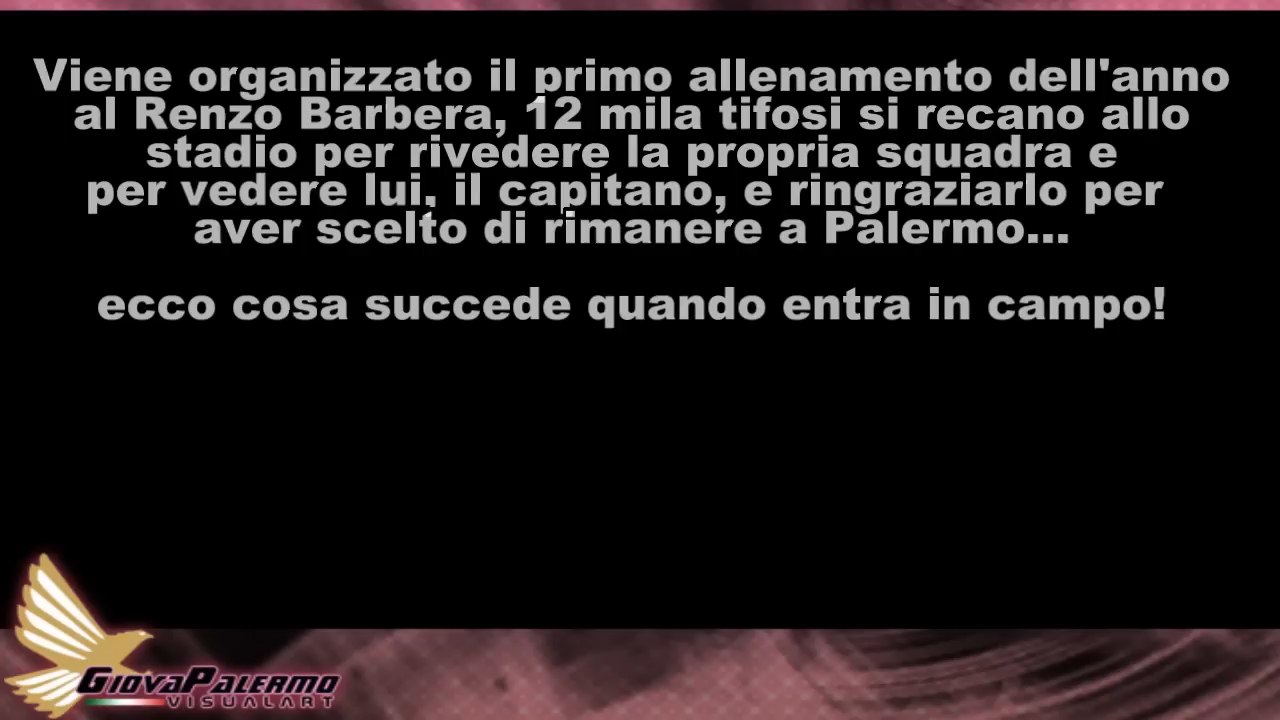 Viene organizzato il primo allenamento dell'anno
al Renzo Barbera, 12 mila tifosi si recano allo
stadio per rivedere la propria squadra e
per vedere lui, il capitano, e ringraziarlo per
aver scelto di rimanere a Palermo...
ecco cosa succede quando entra in campo!
GiovaPalermo
VISUALART